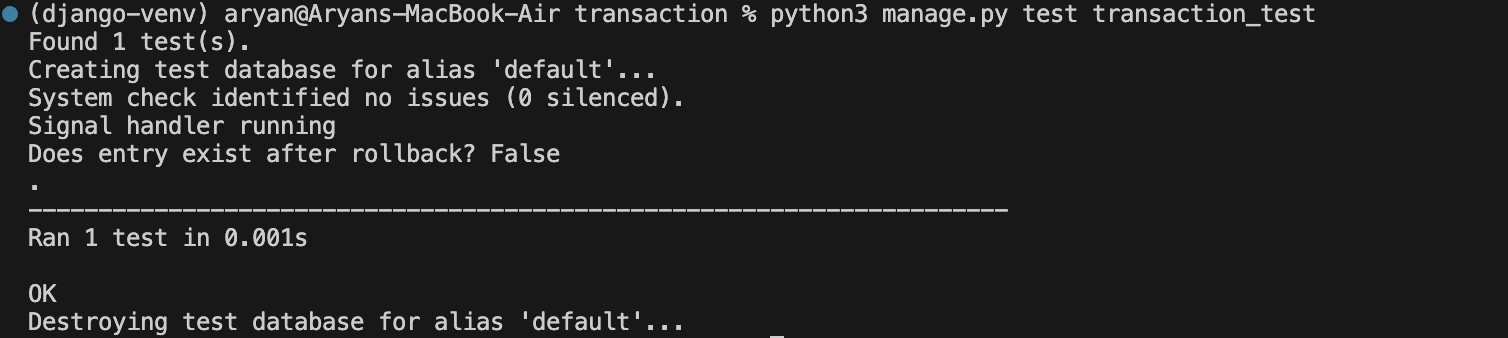 (django-venv) aryan@Aryans-MacBook-Air transaction % python3 manage.py test transaction_test
Found 1 test(s).
Creating test database for alias 'default'...
System check identified no issues (0 silenced).
Signal handler running
Does entry exist after rollback? False
.
----------------------------------------------------------------------
Ran 1 test in 0.001s
OK
Destroying test database for alias 'default'...